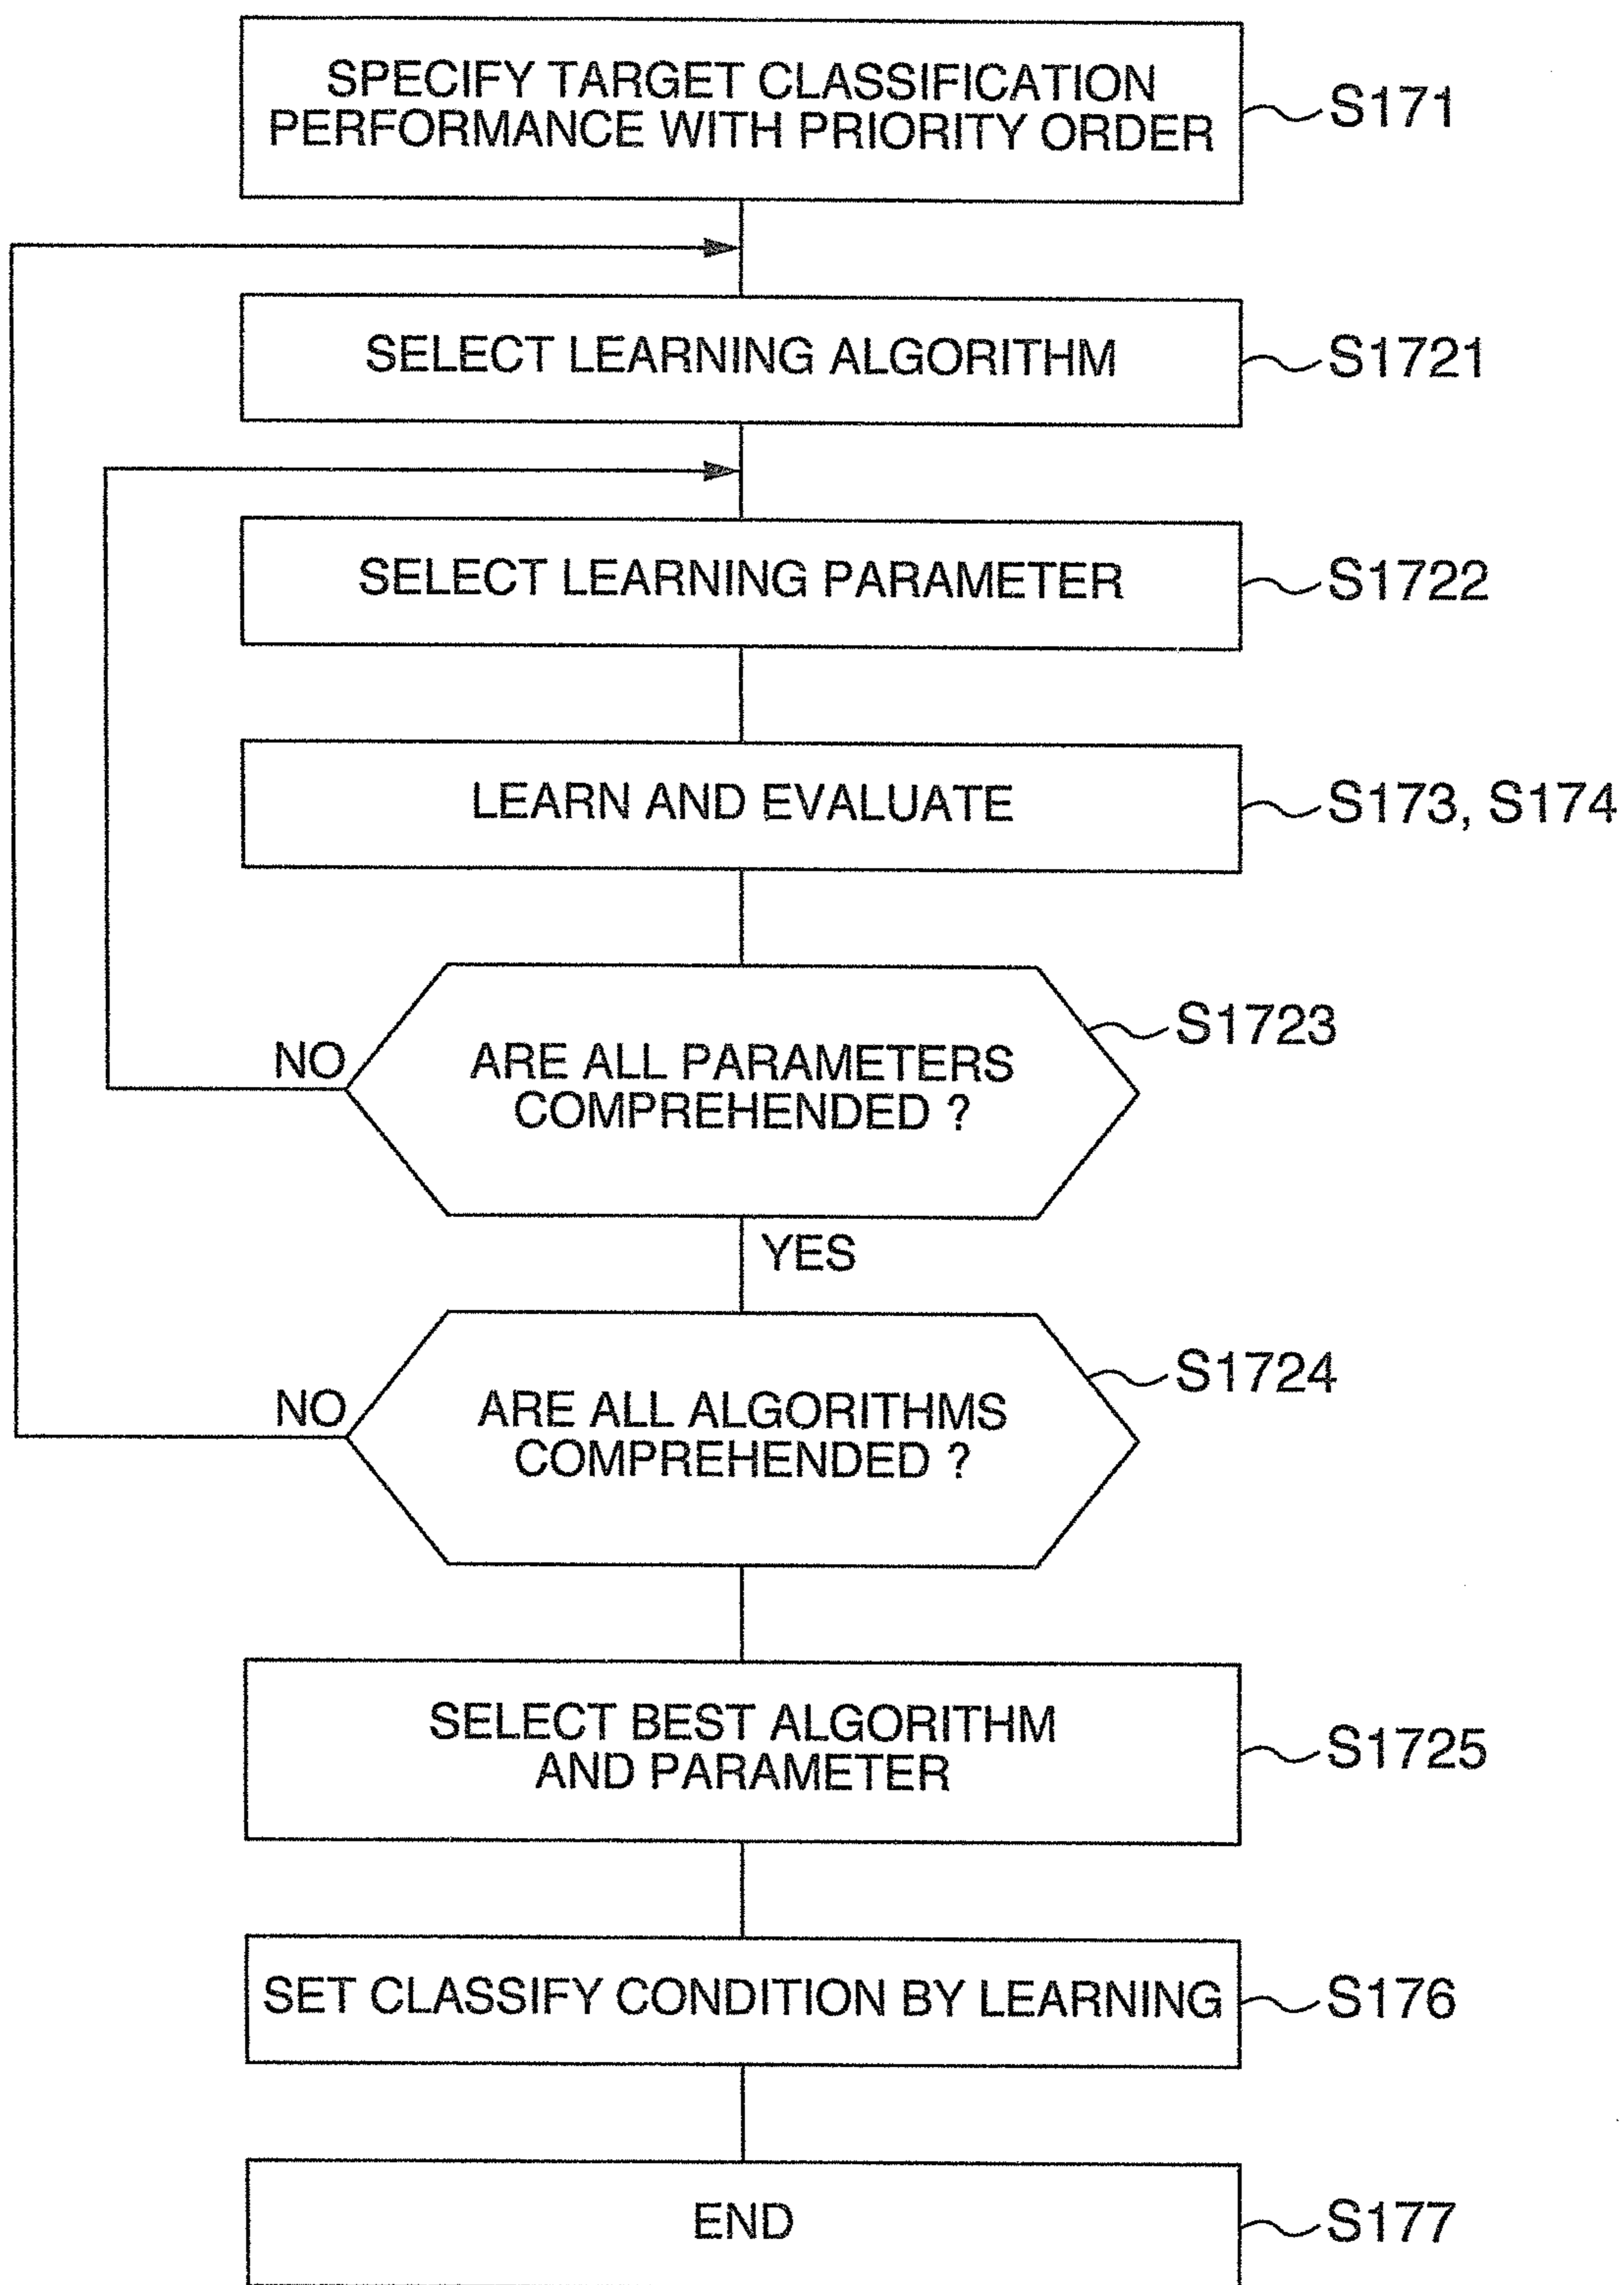 SPECIFY TARGET CLASSIFICATION
PERFORMANCE WITH PRIORITY ORDER
S171
SELECT LEARNING ALGORITHM
S1721
SELECT LEARNING PARAMETER
S1722
LEARN AND EVALUATE
S173, S174
S1723
NO
ARE ALL PARAMETERS
COMPREHENDED ?
YES
S1724
NO
ARE ALL ALGORITHMS
COMPREHENDED ?
SELECT BEST ALGORITHM
AND PARAMETER
S1725
SET CLASSIFY CONDITION BY LEARNING
S176
END
S177